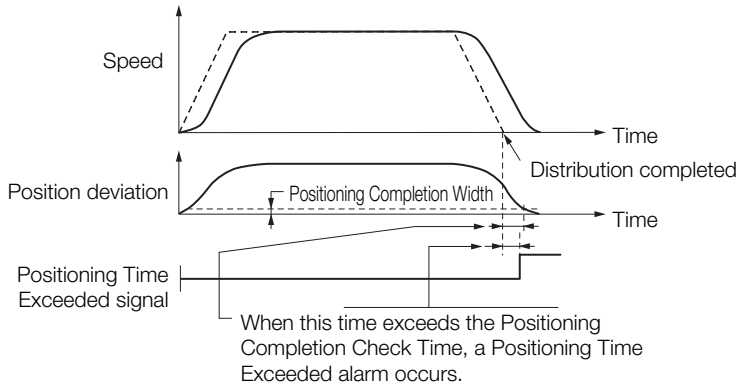 Speed
Time
Distribution completed
Position deviation
Positioning Completion Width
Time
Positioning Time
Exceeded signal
When this time exceeds the Positioning
Completion Check Time, a Positioning Time
Exceeded alarm occurs.